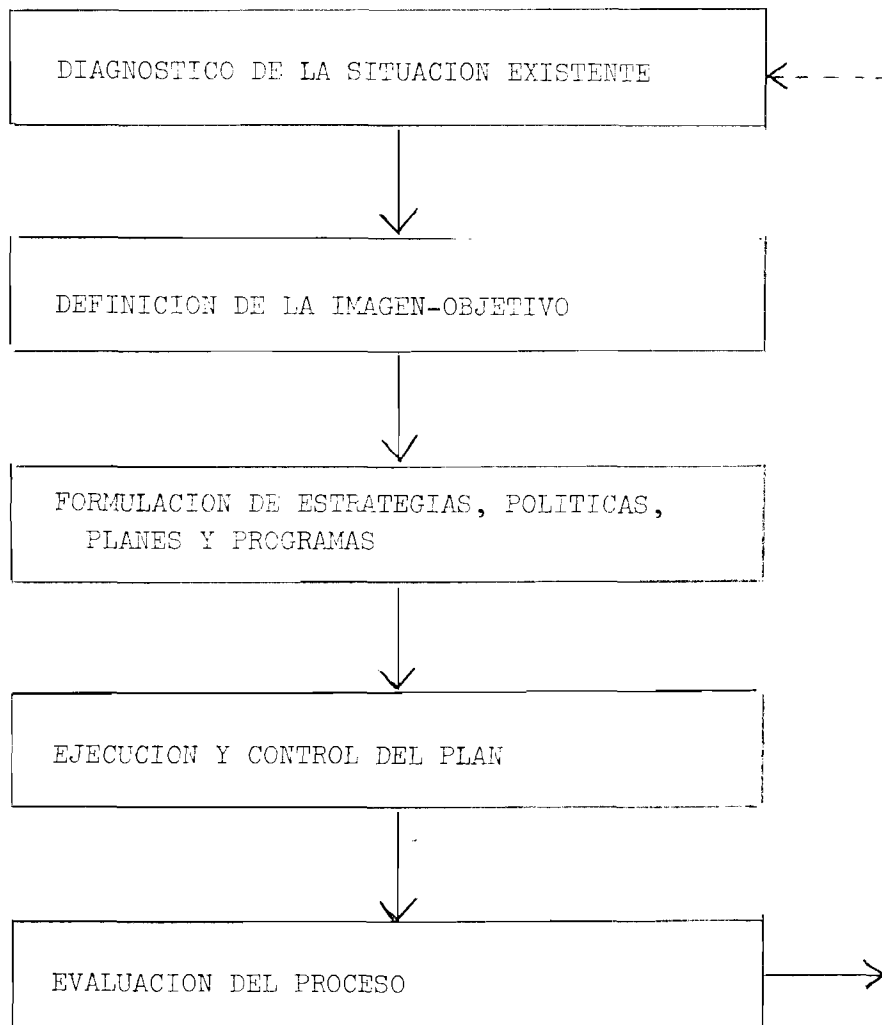 DIAGNOSTICO DE LA SITUACION EXISTENTE
DEFINICION DE LA IMAGEN-OBJETIVO
FORMULACION DE ESTRATEGIAS, POLITICAS,
PLANES Y PROGRAMAS
EJECUCION Y CONTROL DEL PLAN
EVALUACION DEL PROCESO